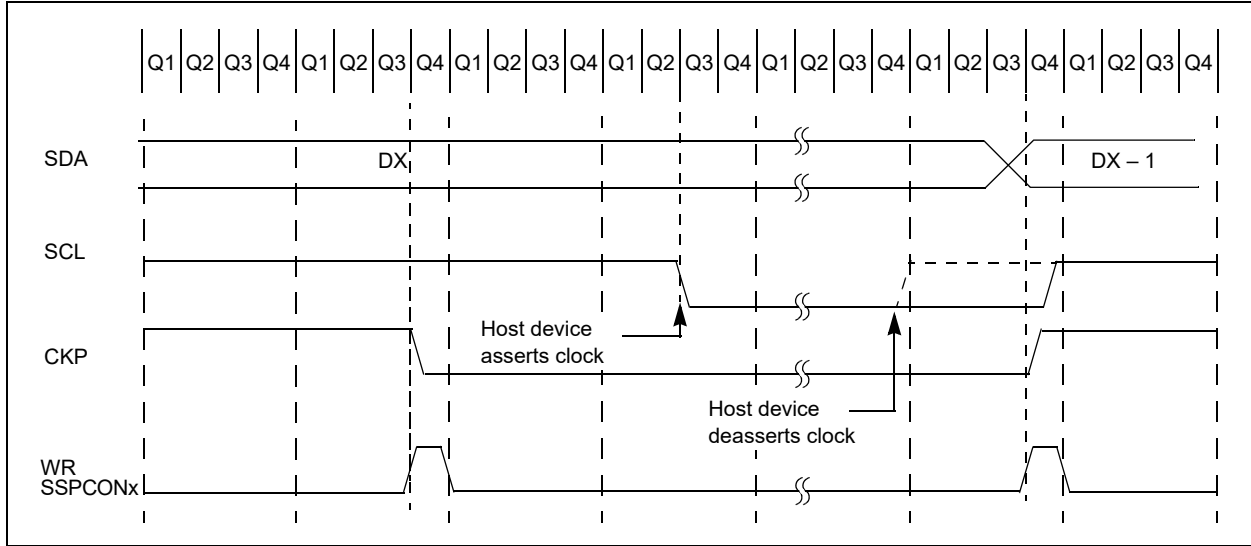 Q1 Q2 Q3 Q4 Q1 Q2 Q3 Q4 Q1 Q2 Q3 Q4 Q1 Q2 Q3 Q4 Q1 Q2 Q3 Q4 Q1 Q2 Q3 Q4 Q1 Q2 Q3 Q4
SDA
DX
DX – 1
SCL
Host device
asserts clock
CKP
Host device
deasserts clock
WR
SSPCONx